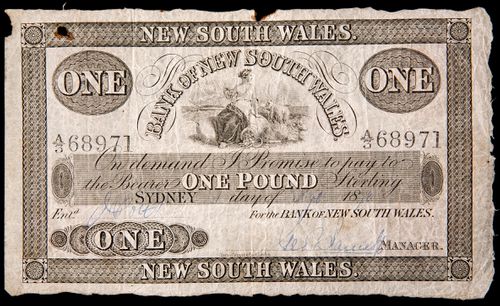 NEW SOUTH WALES.
ONE BANK OF NEW SOUTH WALES. ONE
A/3 68971 A/3 68971
On demand I Promise to pay to
the Bearer ONE POUND Sterling
SYDNEY day of 18
Entd. For the BANK OF NEW SOUTH WALES.
ONE MANAGER.
NEW SOUTH WALES.